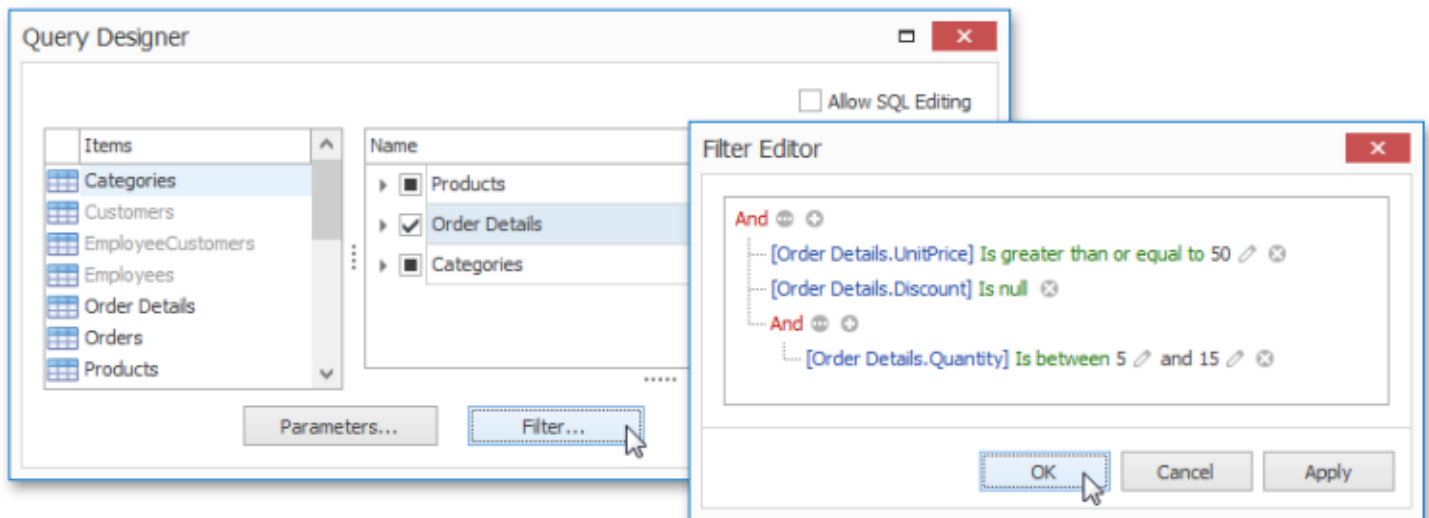 Query Designer
Allow SQL Editing
Items
Categories
Customers
EmployeeCustomers
Employees
Order Details
Orders
Products
Name
Products
Order Details
Categories
Parameters...
Filter...
Filter Editor
And
[Order Details.UnitPrice] Is greater than or equal to 50
[Order Details.Discount] Is null
And
[Order Details.Quantity] Is between 5 and 15
OK
Cancel
Apply